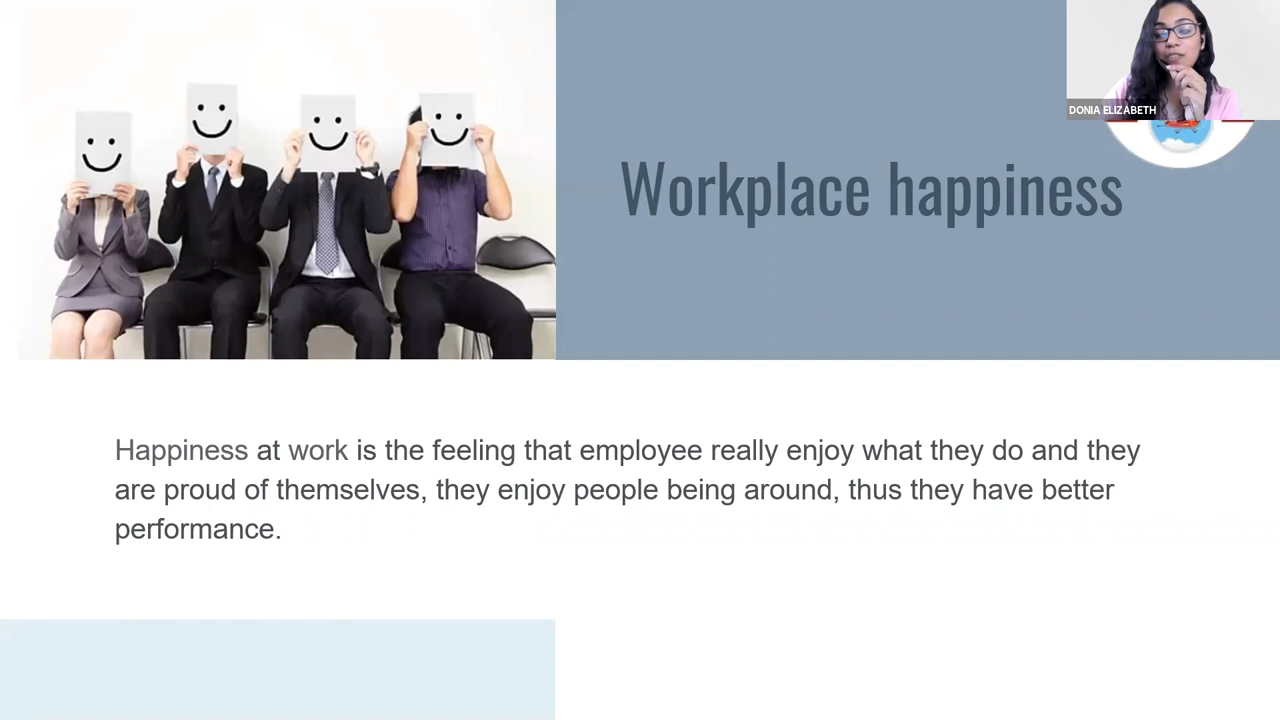 DONIA ELIZABETH
Workplace happiness
Happiness at work is the feeling that employee really enjoy what they do and they
are proud of themselves, they enjoy people being around, thus they have better
performance.